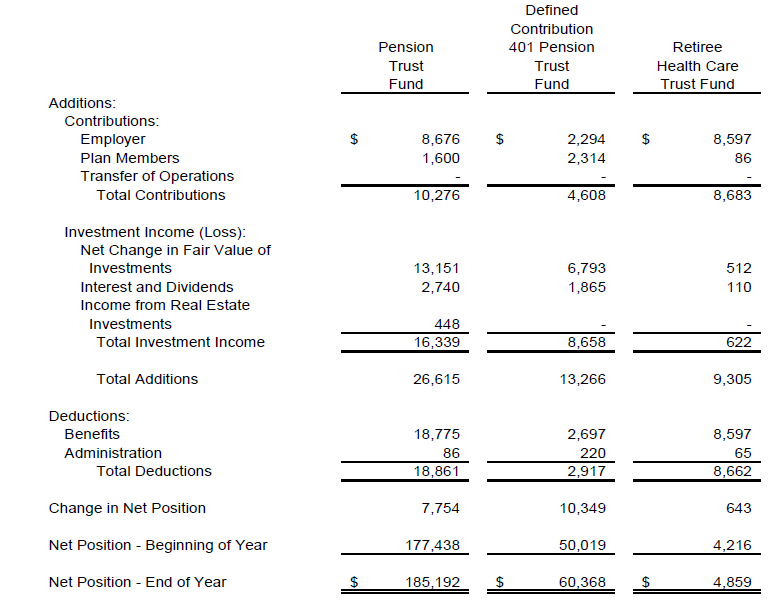 Defined
Contribution
Pension 401 Pension Retiree
Trust Trust Health Care
Fund Fund Trust Fund
Additions:
Contributions:
Employer $ 8,676 $ 2,294 $ 8,597
Plan Members 1,600 2,314 86
Transfer of Operations - - -
Total Contributions 10,276 4,608 8,683
Investment Income (Loss):
Net Change in Fair Value of
Investments 13,151 6,793 512
Interest and Dividends 2,740 1,865 110
Income from Real Estate
Investments 448 - -
Total Investment Income 16,339 8,658 622
Total Additions 26,615 13,266 9,305
Deductions:
Benefits 18,775 2,697 8,597
Administration 86 220 65
Total Deductions 18,861 2,917 8,662
Change in Net Position 7,754 10,349 643
Net Position - Beginning of Year 177,438 50,019 4,216
Net Position - End of Year $ 185,192 $ 60,368 $ 4,859